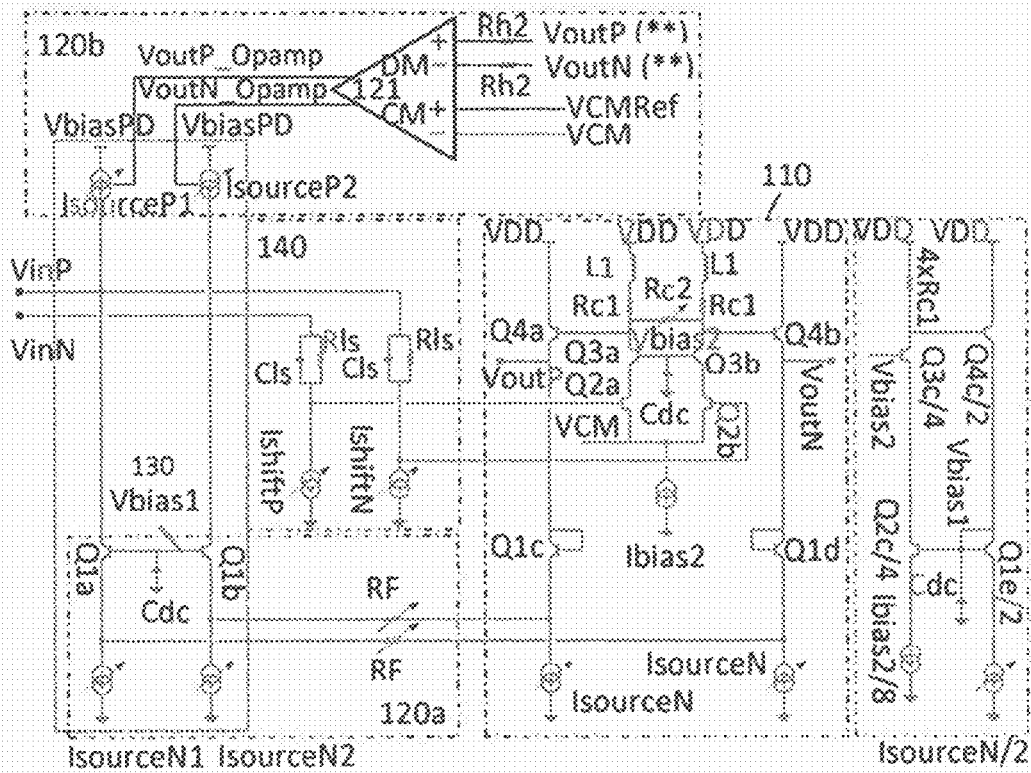 120b
VoutP_Opamp
VoutN_Opamp
VbiasPD VbiasPD
DM
121
CM
+
−
+
−
Rh2 VoutP (**)
Rh2 VoutN (**)
VCMRef
VCM
IsourceP1
IsourceP2
110
140
VinP
VinN
Rls
Rls
Cls
Cls
IshiftP
IshiftN
130
Vbias1
Q1a
Q1b
Cdc
RF
RF
120a
IsourceN1 IsourceN2
VDD VDD VDD VDD
L1
L1
Rc1
Rc2
Rc1
Q4a
Q4b
Vbias2
Q3a
Q3b
Vout
Q2a
Q2b
VCM
Cdc
VoutN
Q1c
Q1d
Ibias2
IsourceN
IsourceN
VDD VDD
4xRc1
Q3c/4
Q4c/2
Vbias2
Vbias1
Q2c/4
Cdc
Q1e/2
Ibias2/8
IsourceN/2